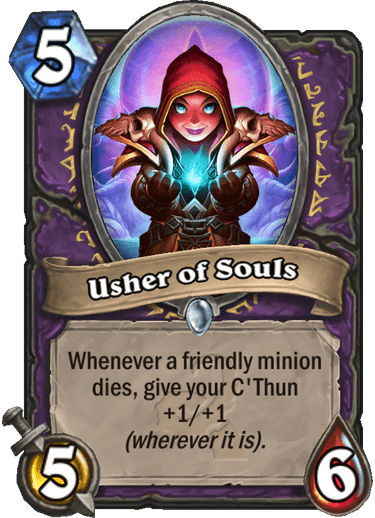 5
Usher of Souls
Whenever a friendly minion
dies, give your C'Thun
+1/+1
(wherever it is).
5
6